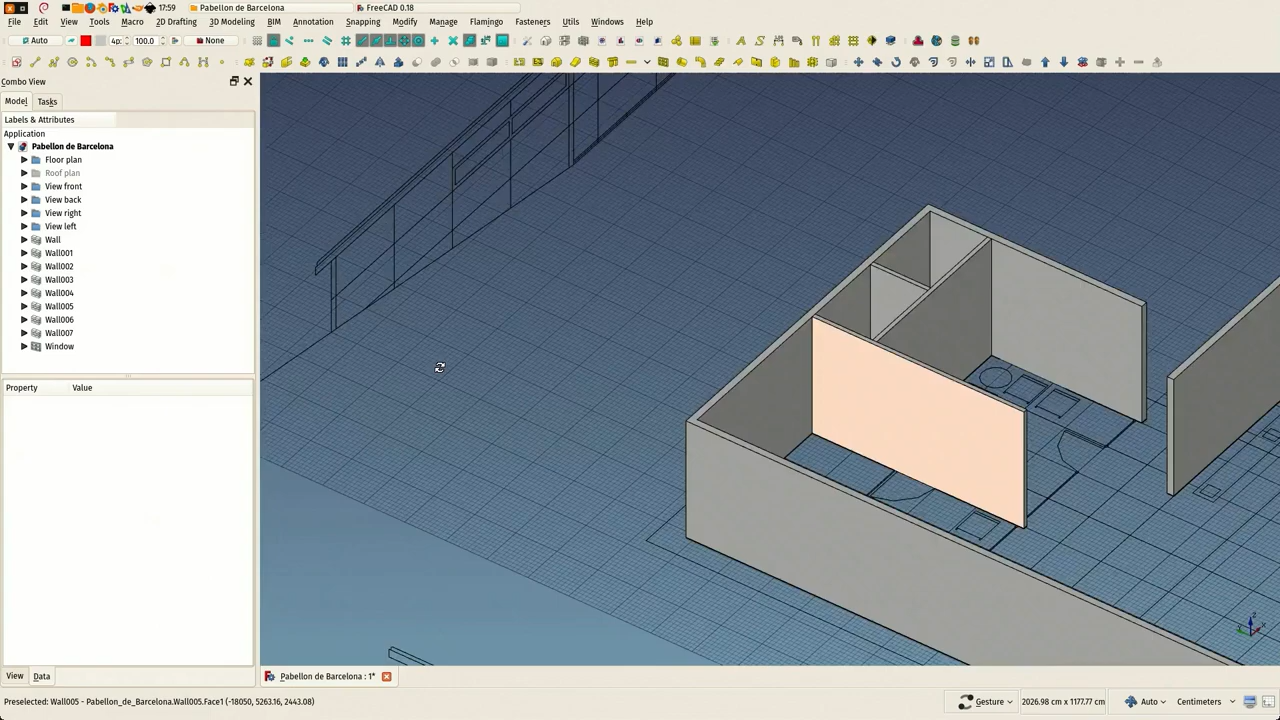 17:59 Pabellon de Barcelona FreeCAD 0.18
File Edit View Tools Macro 2D Drafting 3D Modeling BIM Annotation Snapping Modify Manage Flamingo Fasteners Utils Windows Help
Auto 4p: 100.0 None
Combo View
Model Tasks
Labels & Attributes
Application
Pabellon de Barcelona
Floor plan
Roof plan
View front
View back
View right
View left
Wall
Wall001
Wall002
Wall003
Wall004
Wall005
Wall006
Wall007
Window
Property Value
View Data
Pabellon de Barcelona : 1*
Preselected: Wall005 - Pabellon_de_Barcelona.Wall005.Face1 (-18050, 5263.16, 2443.08)
Gesture 2026.98 cm x 1177.77 cm Auto Centimeters